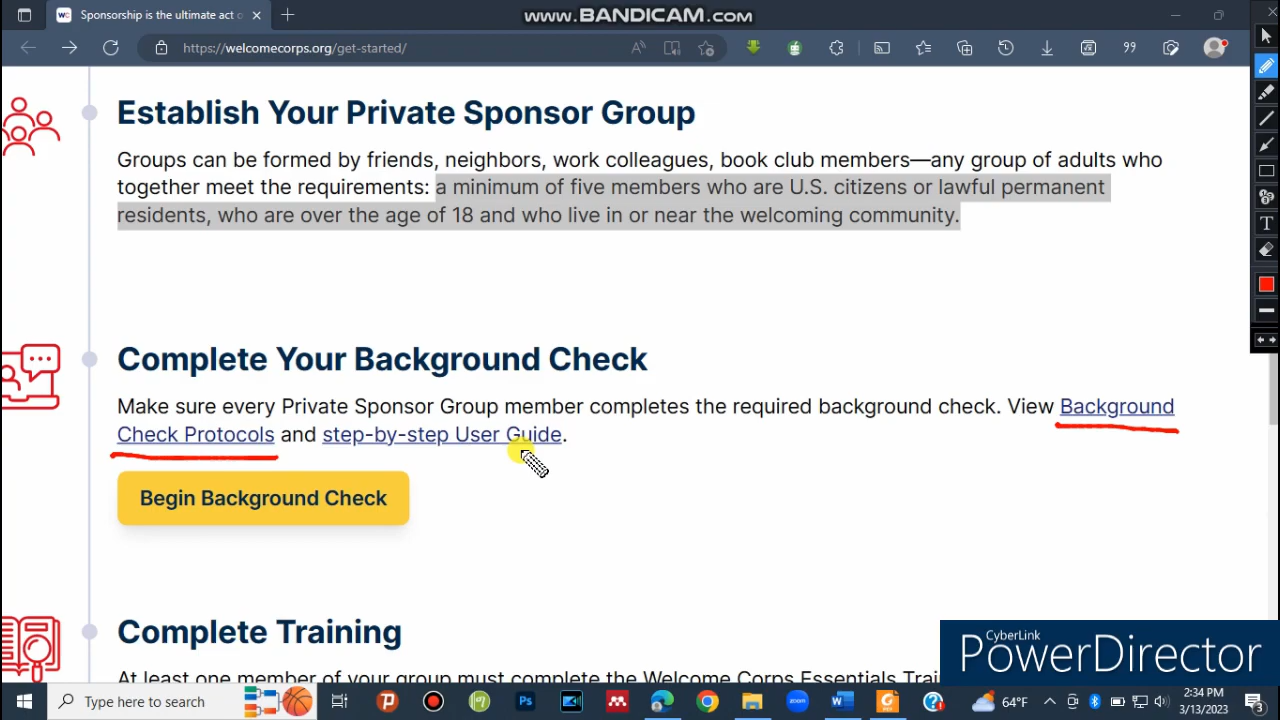 www.BANDICAM.com
WC Sponsorship is the ultimate act o
https://welcomecorps.org/get-started/
Establish Your Private Sponsor Group
Groups can be formed by friends, neighbors, work colleagues, book club members—any group of adults who
together meet the requirements: a minimum of five members who are U.S. citizens or lawful permanent
residents, who are over the age of 18 and who live in or near the welcoming community.
Complete Your Background Check
Make sure every Private Sponsor Group member completes the required background check. View Background
Check Protocols and step-by-step User Guide.
Begin Background Check
Complete Training
At least one member of your group must complete the Welcome Corps Essentials Trai
CyberLink
PowerDirector
Type here to search
Ps
zoom
W
64°F
2:34 PM
3/13/2023
3